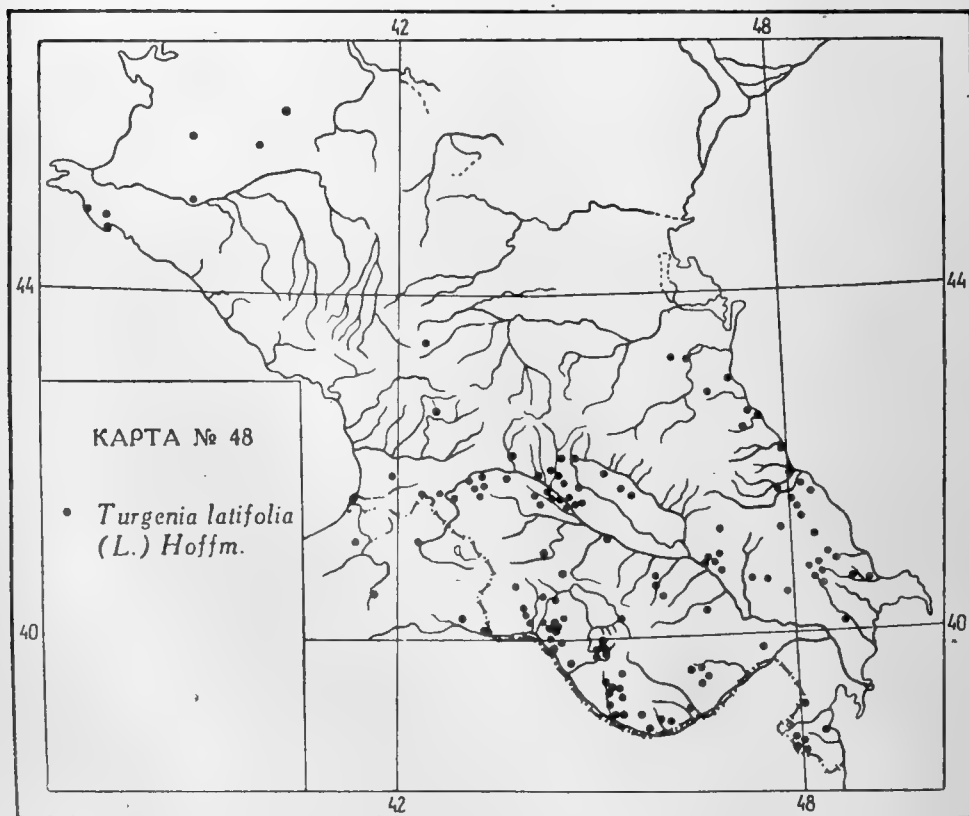 42 48
44 44
КАРТА № 48
Turgenia latifolia
(L.) Hoffm.
40 40
42 48